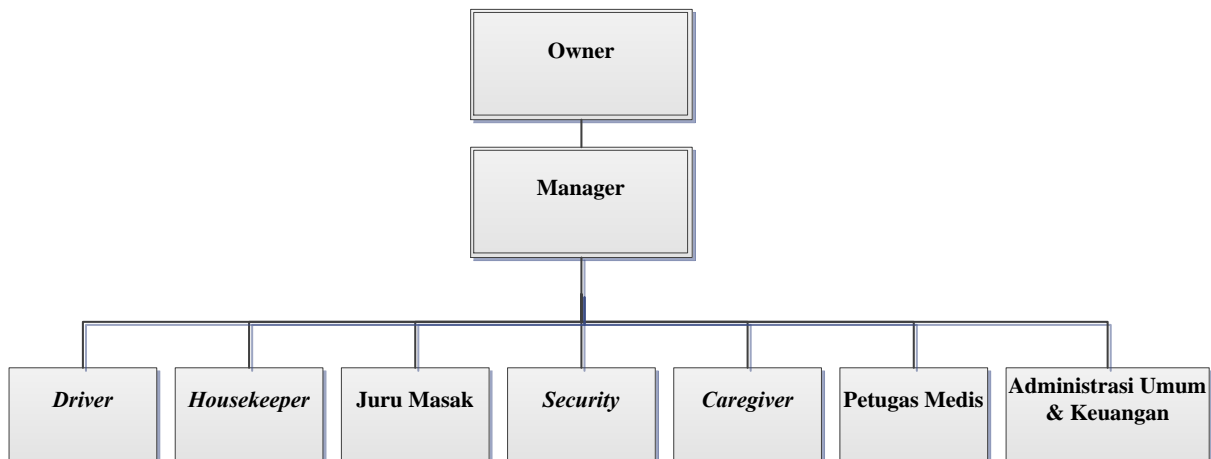 Owner
Manager
Driver
Housekeeper
Juru Masak
Security
Caregiver
Petugas Medis
Administrasi Umum
& Keuangan